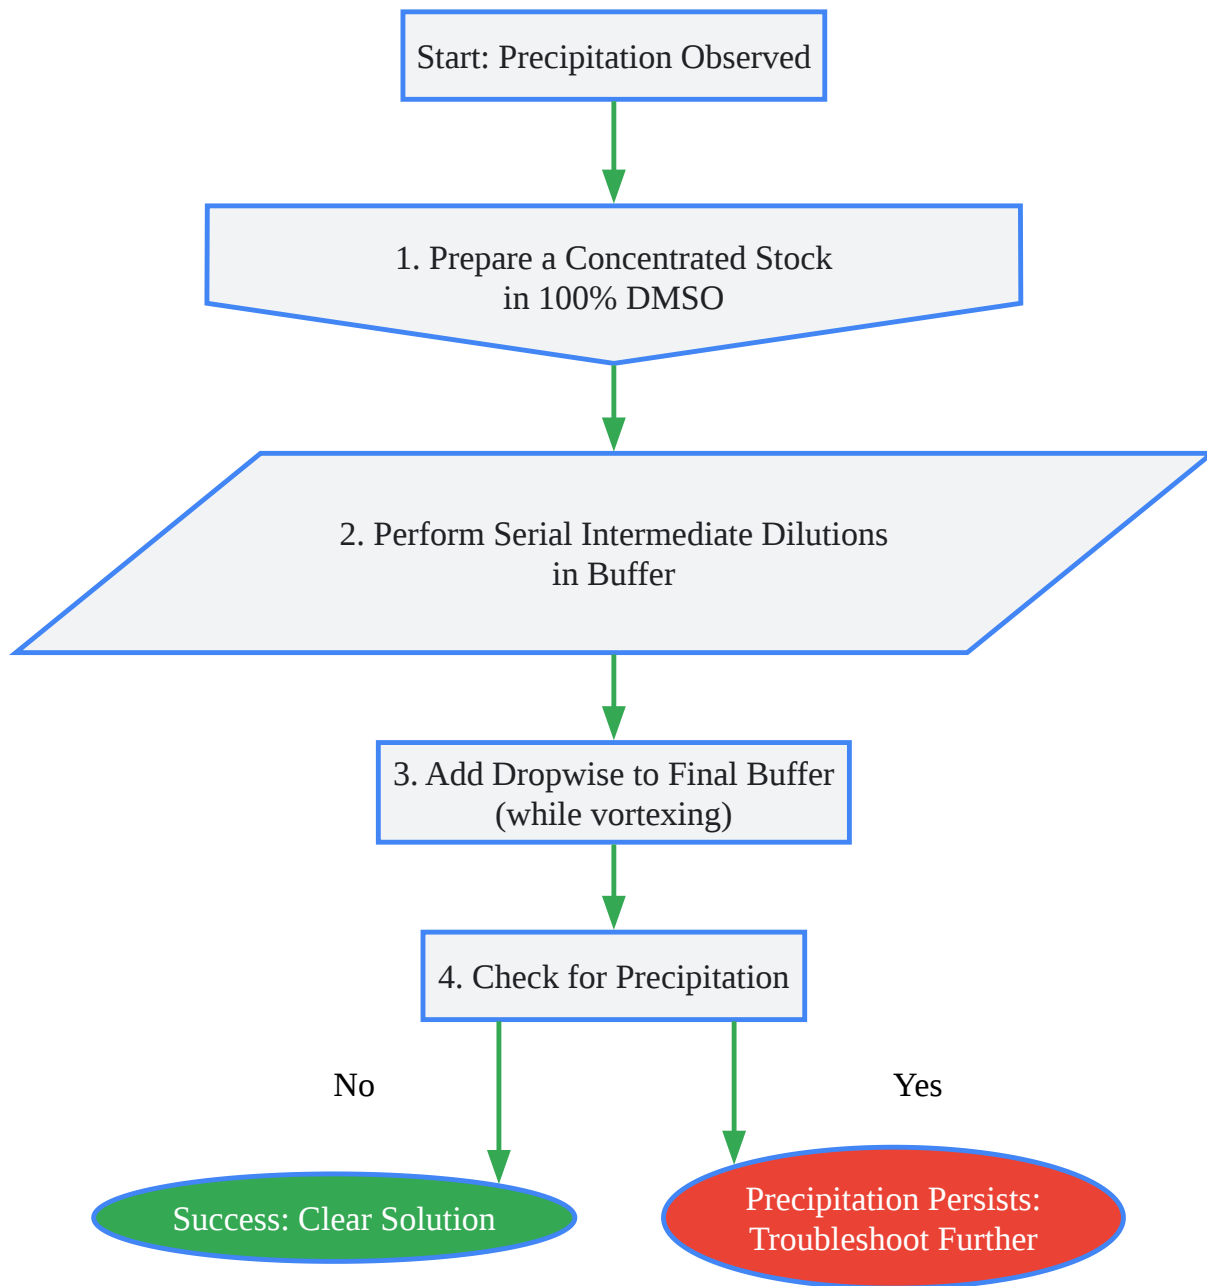 Start: Precipitation Observed
1. Prepare a Concentrated Stock
in 100% DMSO
2. Perform Serial Intermediate Dilutions
in Buffer
3. Add Dropwise to Final Buffer
(while vortexing)
4. Check for Precipitation
No
Yes
Success: Clear Solution
Precipitation Persists:
Troubleshoot Further